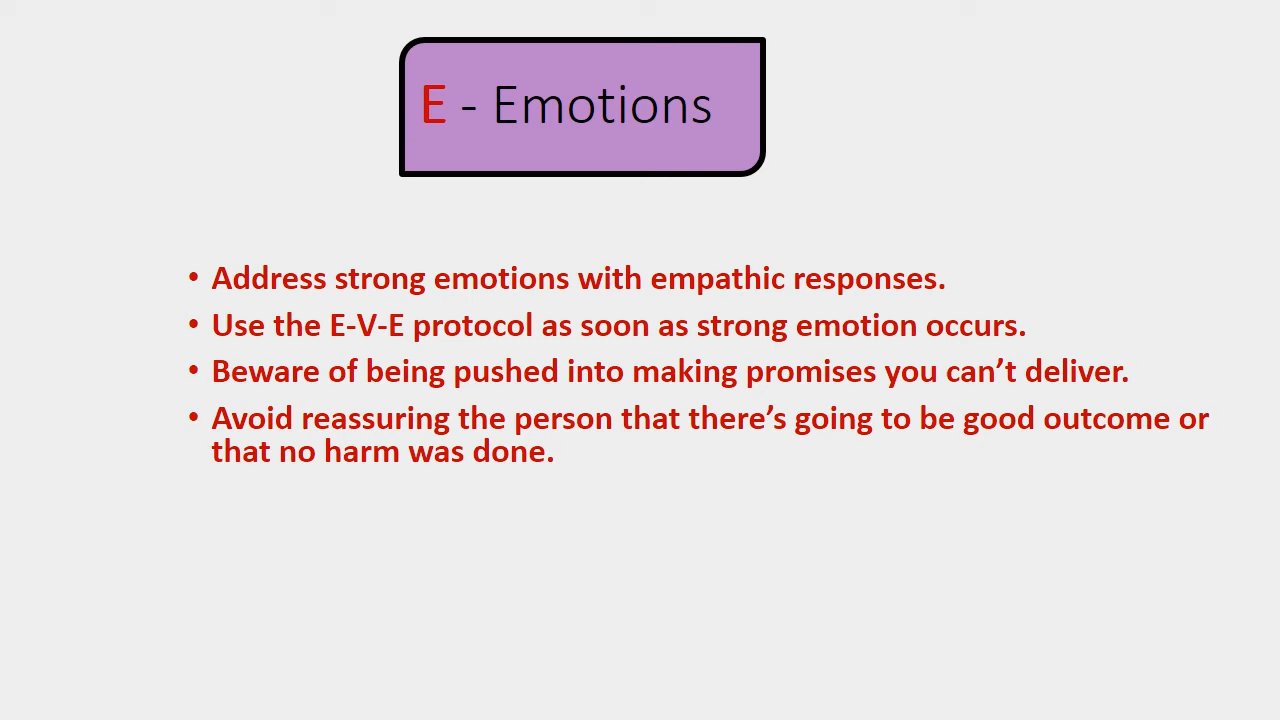 E - Emotions
• Address strong emotions with empathic responses.
• Use the E-V-E protocol as soon as strong emotion occurs.
• Beware of being pushed into making promises you can’t deliver.
• Avoid reassuring the person that there’s going to be good outcome or
that no harm was done.